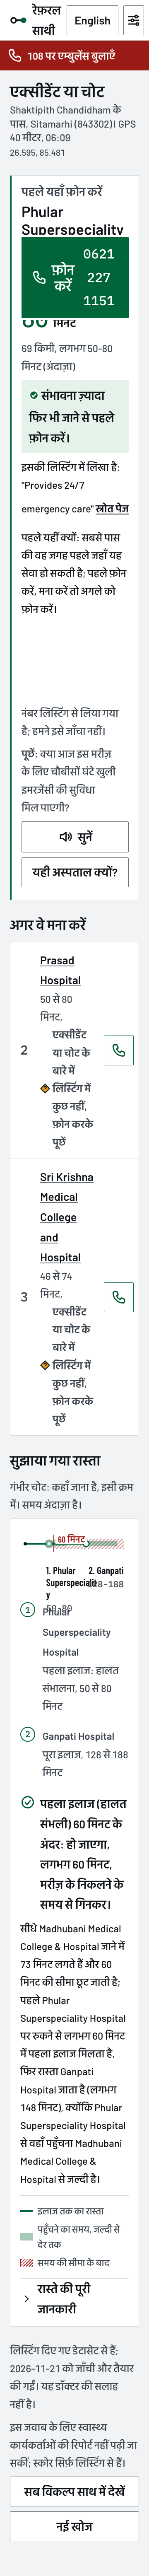 रेफ़रल
साथी
English
108 पर एम्बुलेंस बुलाएँ
एक्सीडेंट या चोट
Shaktipith Chandidham के
पास, Sitamarhi (843302) | GPS
40 मीटर, 06:09
26.595, 85.481
पहले यहाँ फ़ोन करें
Phular
Superspeciality
फ़ोन
करें
0621
227
1151
60 मिनट
69 किमी, लगभग 50-80
मिनट (अंदाज़ा)
संभावना ज़्यादा
फिर भी जाने से पहले
फ़ोन करें।
इसकी लिस्टिंग में लिखा है:
"Provides 24/7
emergency care" स्रोत पेज
पहले यहीं क्यों: सबसे पास
की वह जगह पहले जहाँ यह
सेवा हो सकती है; पहले फ़ोन
करें, मना करें तो अगले को
फ़ोन करें।
नंबर लिस्टिंग से लिया गया
है; हमने इसे जाँचा नहीं।
पूछें: क्या आज इस मरीज़
के लिए चौबीसों घंटे खुली
इमरजेंसी की सुविधा
मिल पाएगी?
सुनें
यही अस्पताल क्यों?
अगर वे मना करें
2
Prasad
Hospital
50 से 80
मिनट,
एक्सीडेंट
या चोट के
बारे में
लिस्टिंग में
कुछ नहीं,
फ़ोन करके
पूछें
3
Sri Krishna
Medical
College
and
Hospital
46 से 74
मिनट,
एक्सीडेंट
या चोट के
बारे में
लिस्टिंग में
कुछ नहीं,
फ़ोन करके
पूछें
सुझाया गया रास्ता
गंभीर चोट: कहाँ जाना है, इसी क्रम
में। समय अंदाज़ा है।
60 मिनट
1. Phular
Superspeciality
50-80
2. Ganpati
128-188
1
Phular
Superspeciality
Hospital
पहला इलाज: हालत
संभालना, 50 से 80
मिनट
2
Ganpati Hospital
पूरा इलाज, 128 से 188
मिनट
पहला इलाज (हालत
संभली) 60 मिनट के
अंदर: हो जाएगा,
लगभग 60 मिनट,
मरीज़ के निकलने के
समय से गिनकर।
सीधे Madhubani Medical
College & Hospital जाने में
73 मिनट लगते हैं और 60
मिनट की सीमा छूट जाती है;
पहले Phular
Superspeciality Hospital
पर रुकने से लगभग 60 मिनट
में पहला इलाज मिलता है,
फिर रास्ता Ganpati
Hospital जाता है (लगभग
148 मिनट), क्योंकि Phular
Superspeciality Hospital
से वहाँ पहुँचना Madhubani
Medical College &
Hospital से जल्दी है।
इलाज तक का रास्ता
पहुँचने का समय, जल्दी से
देर तक
समय की सीमा के बाद
रास्ते की पूरी
जानकारी
लिस्टिंग दिए गए डेटासेट से हैं;
2026-11-21 को जाँची और तैयार
की गईं। यह डॉक्टर की सलाह
नहीं है।
इस जवाब के लिए स्वास्थ्य
कार्यकर्ताओं की रिपोर्ट नहीं पढ़ी जा
सकीं; स्कोर सिर्फ़ लिस्टिंग से हैं।
सब विकल्प साथ में देखें
नई खोज